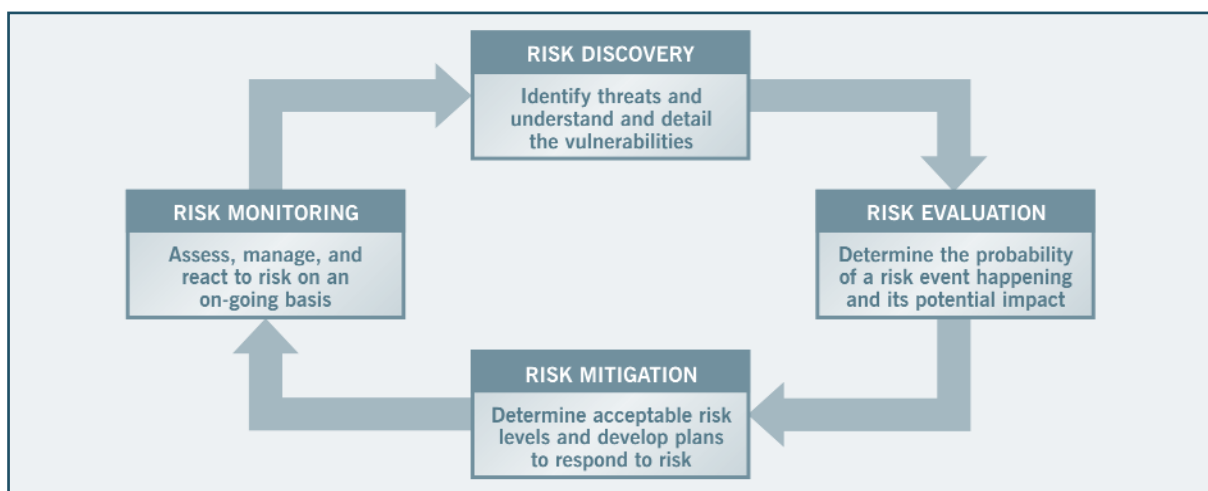 RISK DISCOVERY
Identify threats and
understand and detail
the vulnerabilities
RISK MONITORING
Assess, manage, and
react to risk on an
on-going basis
RISK EVALUATION
Determine the probability
of a risk event happening
and its potential impact
RISK MITIGATION
Determine acceptable risk
levels and develop plans
to respond to risk